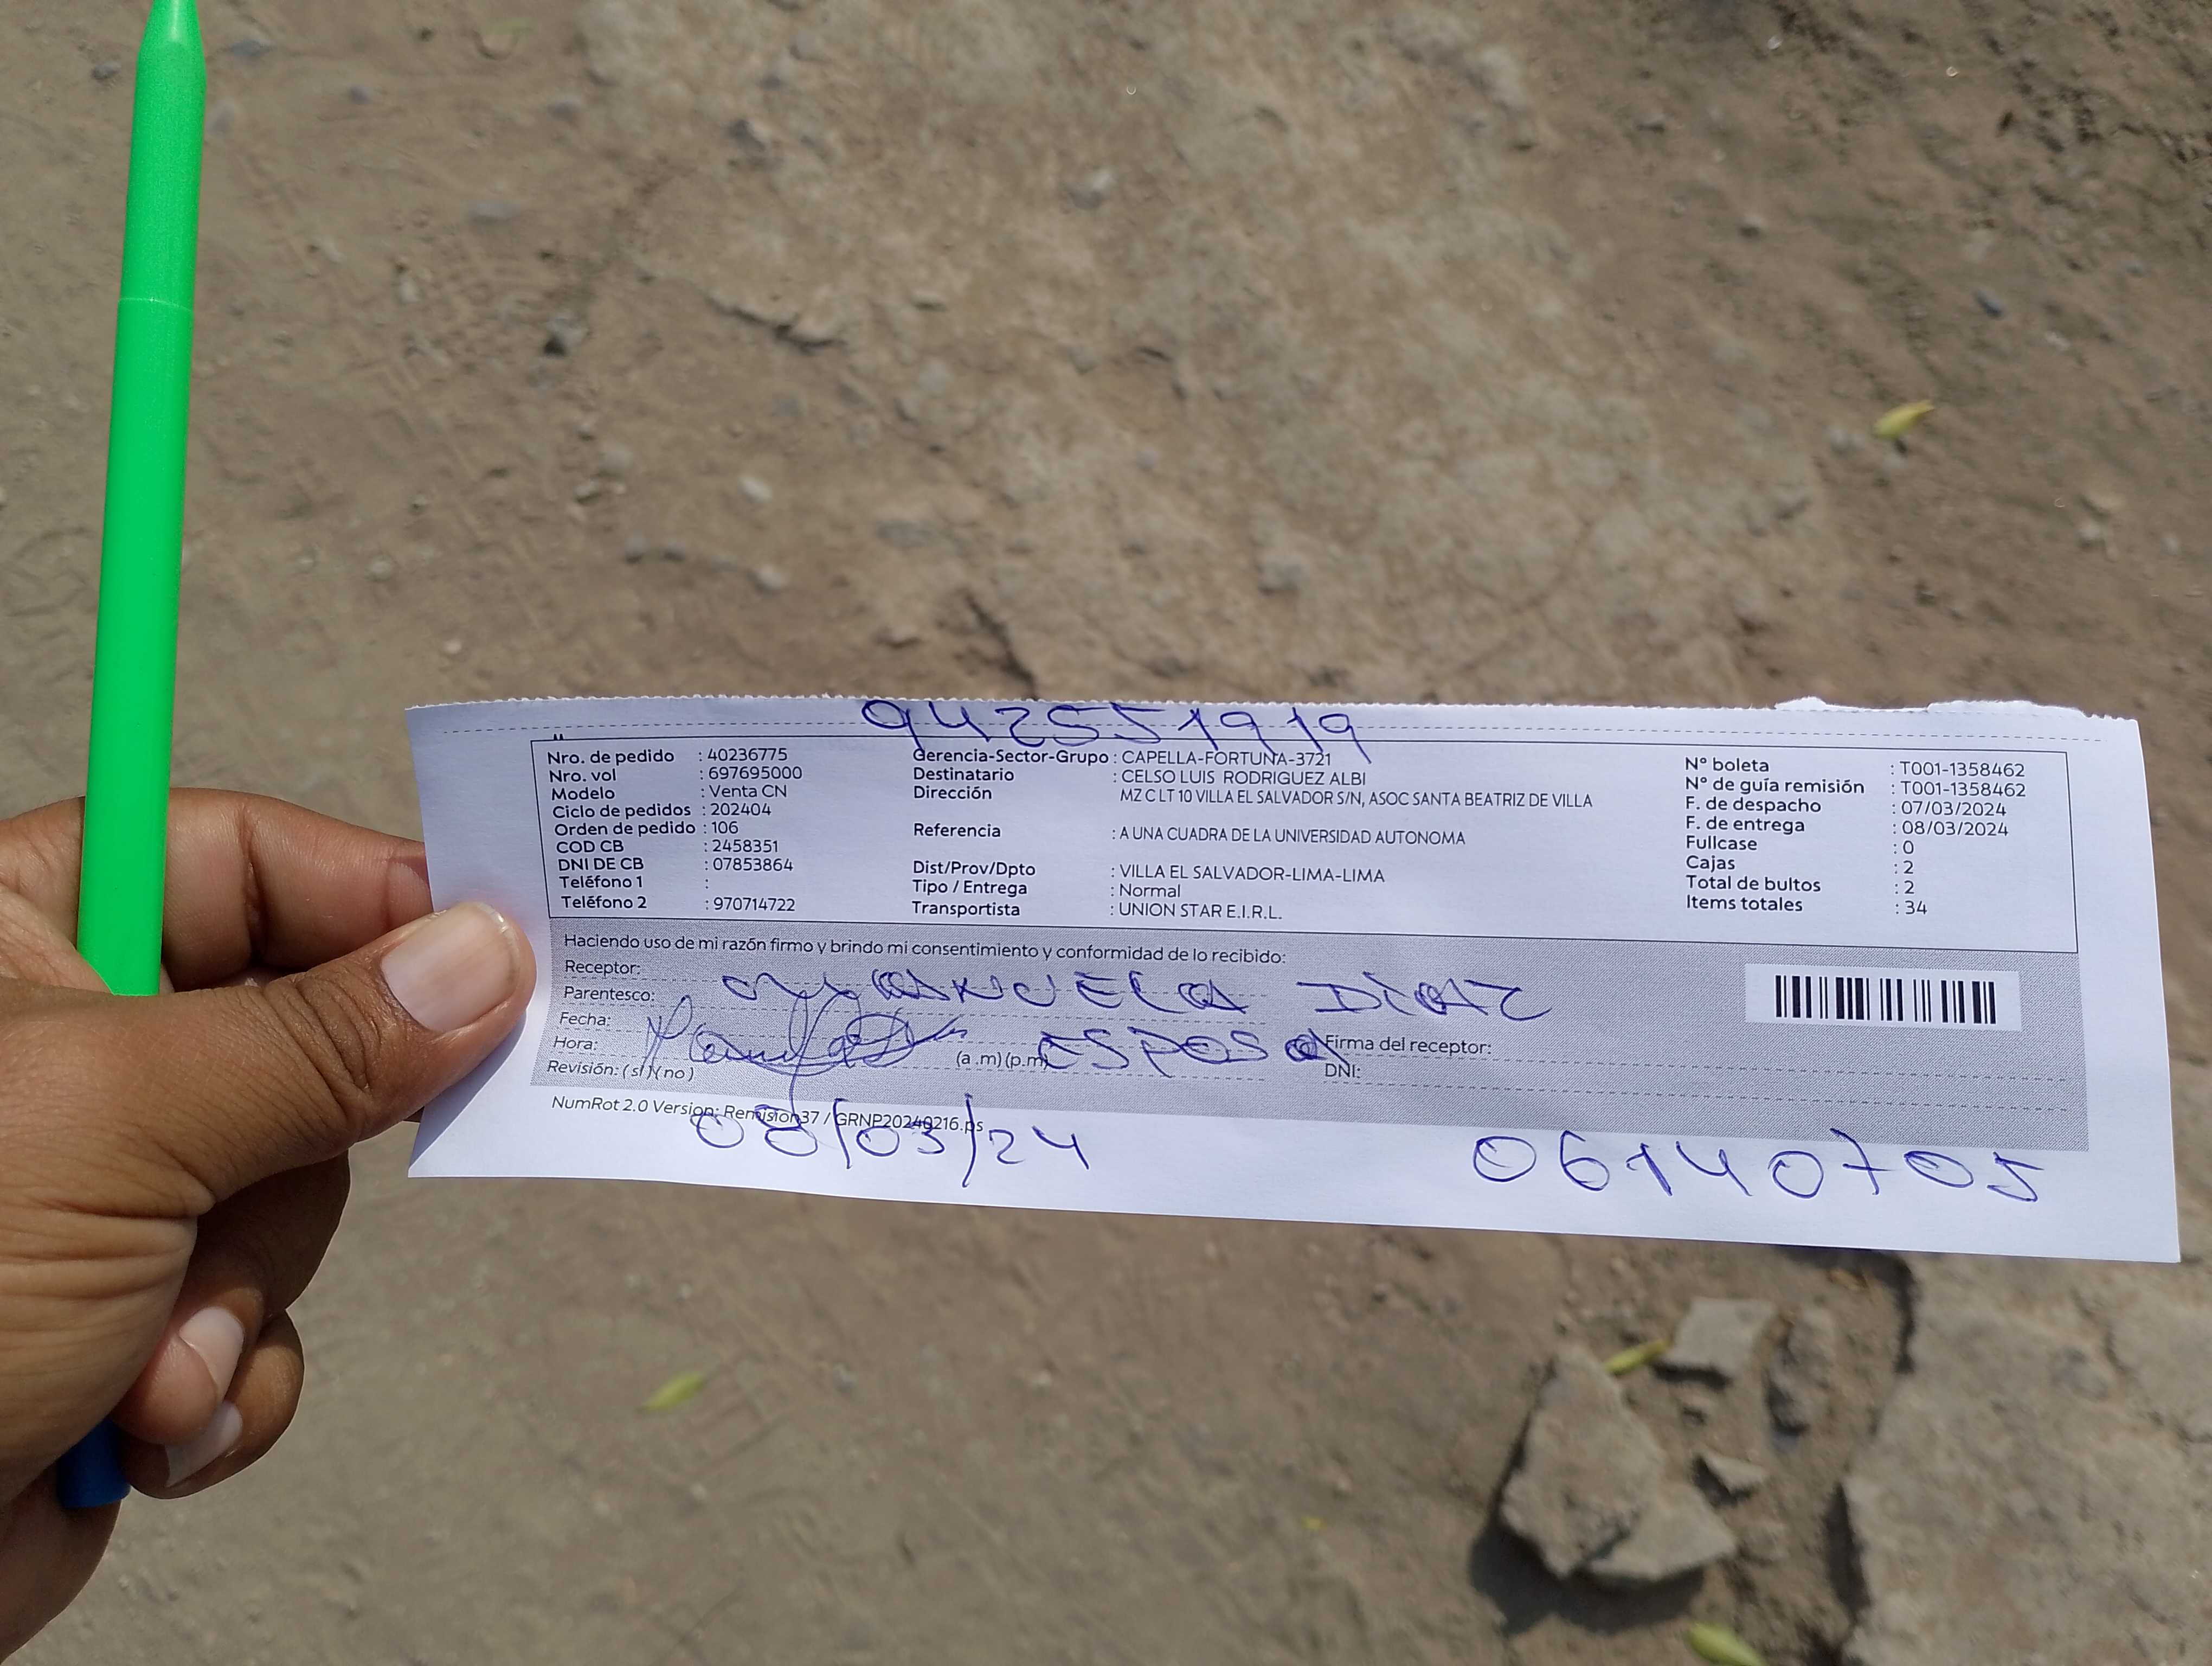 942551919
Nro. de pedido : 40236775
Nro. vol : 697695000
Modelo : Venta CN
Ciclo de pedidos : 202404
Orden de pedido : 106
COD CB : 2458351
DNI DE CB : 07853864
Teléfono 1 :
Teléfono 2 : 970714722
Gerencia-Sector-Grupo : CAPELLA-FORTUNA-3721
Destinatario : CELSO LUIS RODRIGUEZ ALBI
Dirección MZ C LT 10 VILLA EL SALVADOR S/N, ASOC SANTA BEATRIZ DE VILLA
Referencia : A UNA CUADRA DE LA UNIVERSIDAD AUTONOMA
Dist/Prov/Dpto : VILLA EL SALVADOR-LIMA-LIMA
Tipo / Entrega : Normal
Transportista : UNION STAR E.I.R.L.
N° boleta : T001-1358462
N° de guía remisión : T001-1358462
F. de despacho : 07/03/2024
F. de entrega : 08/03/2024
Fullcase : 0
Cajas : 2
Total de bultos : 2
Items totales : 34
Haciendo uso de mi razón firmo y brindo mi consentimiento y conformidad de lo recibido:
Receptor: MANUELA DIAZ
Parentesco:
Fecha:
Hora: (a .m) (p.m) ESPOSA
Revisión: ( si ) ( no )
Firma del receptor:
DNI:
NumRot 2.0 Version: Remision37 / GRNP20240216.ps
08/03/24
06140705